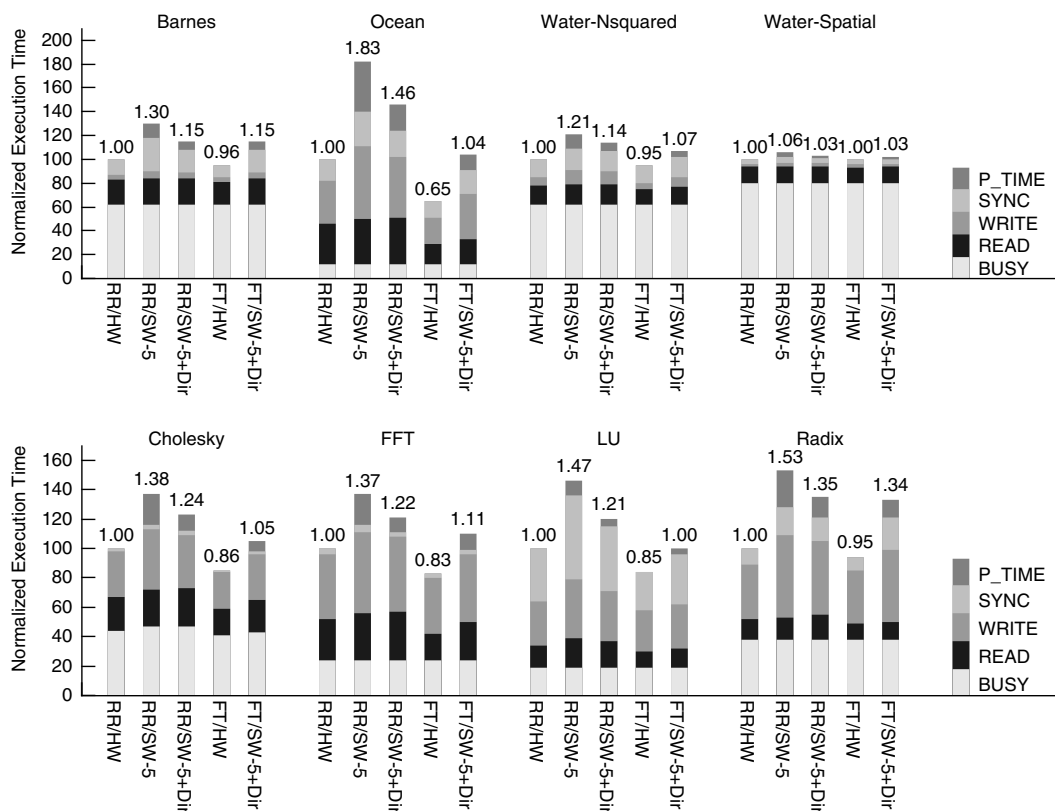 Barnes Ocean Water-Nsquared Water-Spatial
Normalized Execution Time
200
180
160
140
120
100
80
60
40
20
0
1.00 1.30 1.15 0.96 1.15
1.00 1.83 1.46 0.65 1.04
1.00 1.21 1.14 0.95 1.07
1.00 1.06 1.03 1.00 1.03
P_TIME
SYNC
WRITE
READ
BUSY
RR/HW RR/SW-5 RR/SW-5+Dir FT/HW FT/SW-5+Dir
RR/HW RR/SW-5 RR/SW-5+Dir FT/HW FT/SW-5+Dir
RR/HW RR/SW-5 RR/SW-5+Dir FT/HW FT/SW-5+Dir
RR/HW RR/SW-5 RR/SW-5+Dir FT/HW FT/SW-5+Dir
Cholesky FFT LU Radix
Normalized Execution Time
160
140
120
100
80
60
40
20
0
1.00 1.38 1.24 0.86 1.05
1.00 1.37 1.22 0.83 1.11
1.00 1.47 1.21 0.85 1.00
1.00 1.53 1.35 0.95 1.34
P_TIME
SYNC
WRITE
READ
BUSY
RR/HW RR/SW-5 RR/SW-5+Dir FT/HW FT/SW-5+Dir
RR/HW RR/SW-5 RR/SW-5+Dir FT/HW FT/SW-5+Dir
RR/HW RR/SW-5 RR/SW-5+Dir FT/HW FT/SW-5+Dir
RR/HW RR/SW-5 RR/SW-5+Dir FT/HW FT/SW-5+Dir